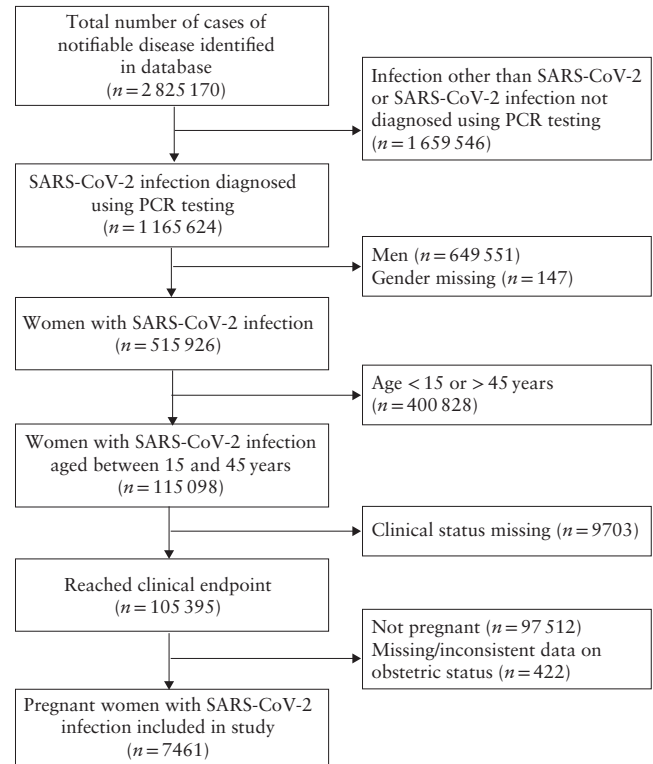 Total number of cases of
notifiable disease identified
in database
(n = 2 825 170)
Infection other than SARS-CoV-2
or SARS-CoV-2 infection not
diagnosed using PCR testing
(n = 1 659 546)
SARS-CoV-2 infection diagnosed
using PCR testing
(n = 1 165 624)
Men (n = 649 551)
Gender missing (n = 147)
Women with SARS-CoV-2 infection
(n = 515 926)
Age < 15 or > 45 years
(n = 400 828)
Women with SARS-CoV-2 infection
aged between 15 and 45 years
(n = 115 098)
Clinical status missing (n = 9703)
Reached clinical endpoint
(n = 105 395)
Not pregnant (n = 97 512)
Missing/inconsistent data on
obstetric status (n = 422)
Pregnant women with SARS-CoV-2
infection included in study
(n = 7461)